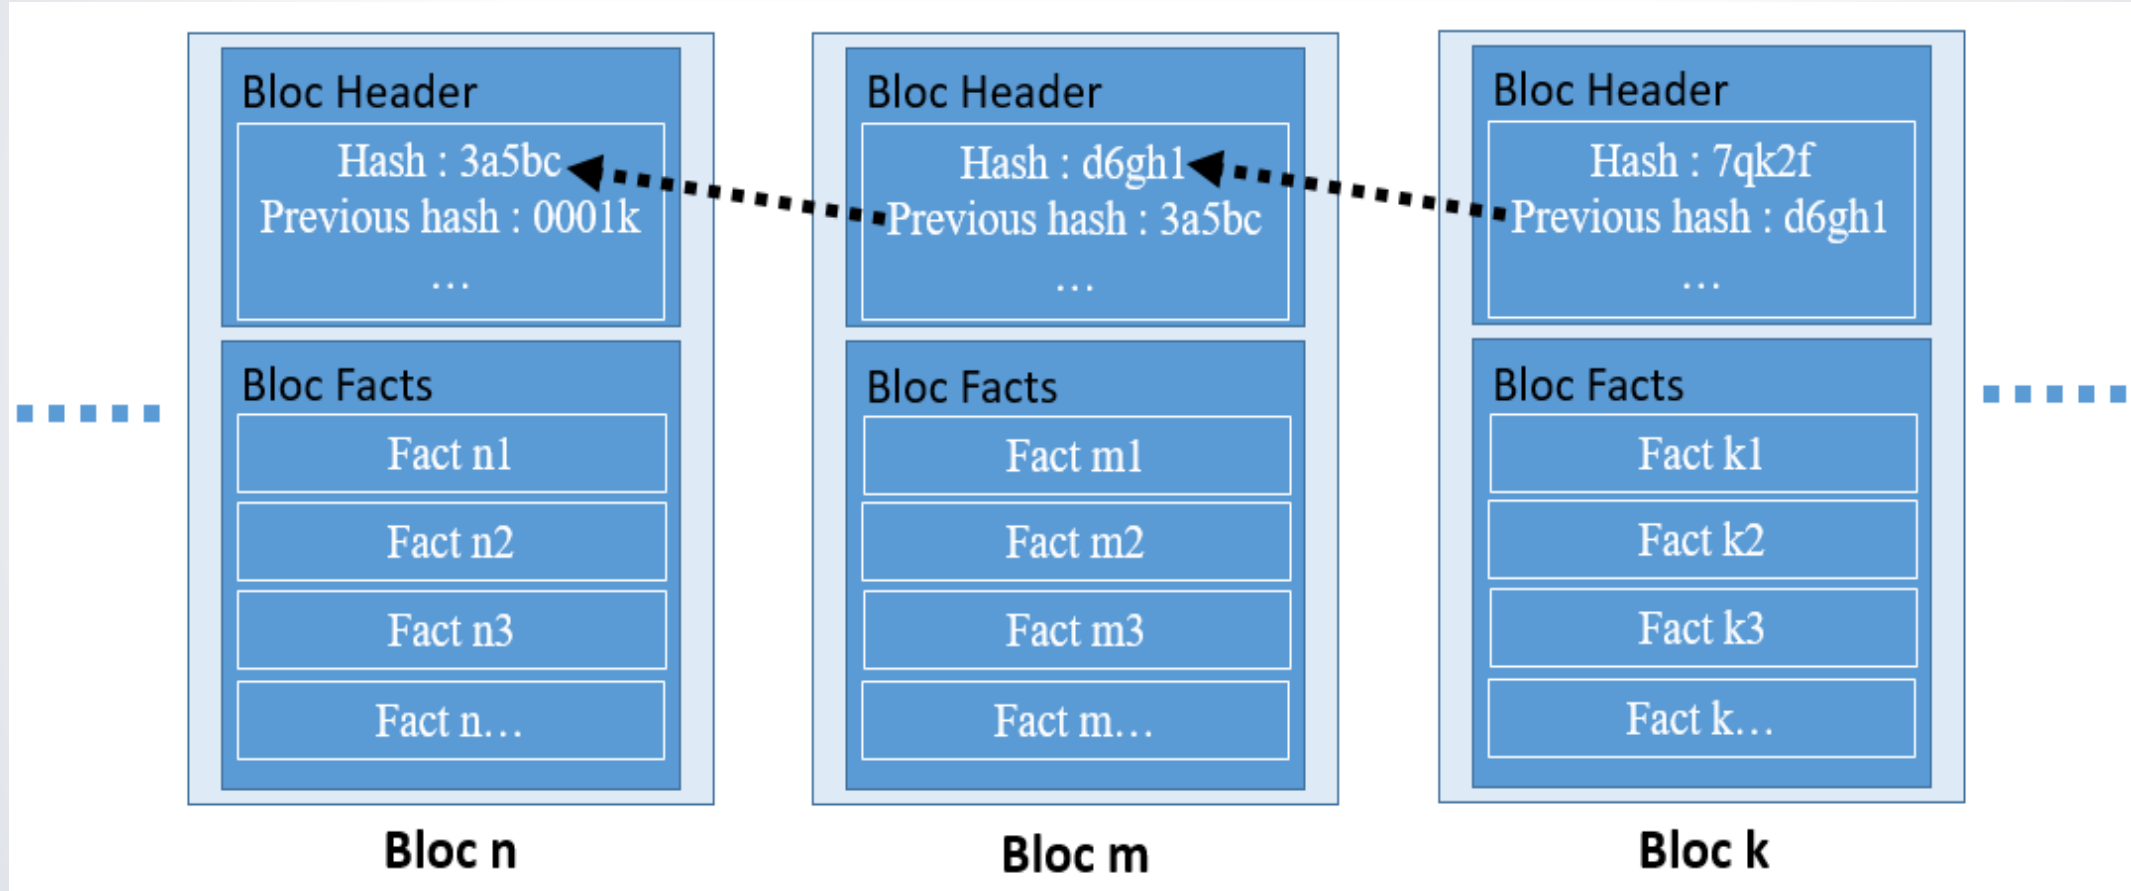 Bloc Header
Hash : 3a5bc
Previous hash : 0001k
…
Bloc Facts
Fact n1
Fact n2
Fact n3
Fact n…
Bloc n
Bloc Header
Hash : d6gh1
Previous hash : 3a5bc
…
Bloc Facts
Fact m1
Fact m2
Fact m3
Fact m…
Bloc m
Bloc Header
Hash : 7qk2f
Previous hash : d6gh1
…
Bloc Facts
Fact k1
Fact k2
Fact k3
Fact k…
Bloc k